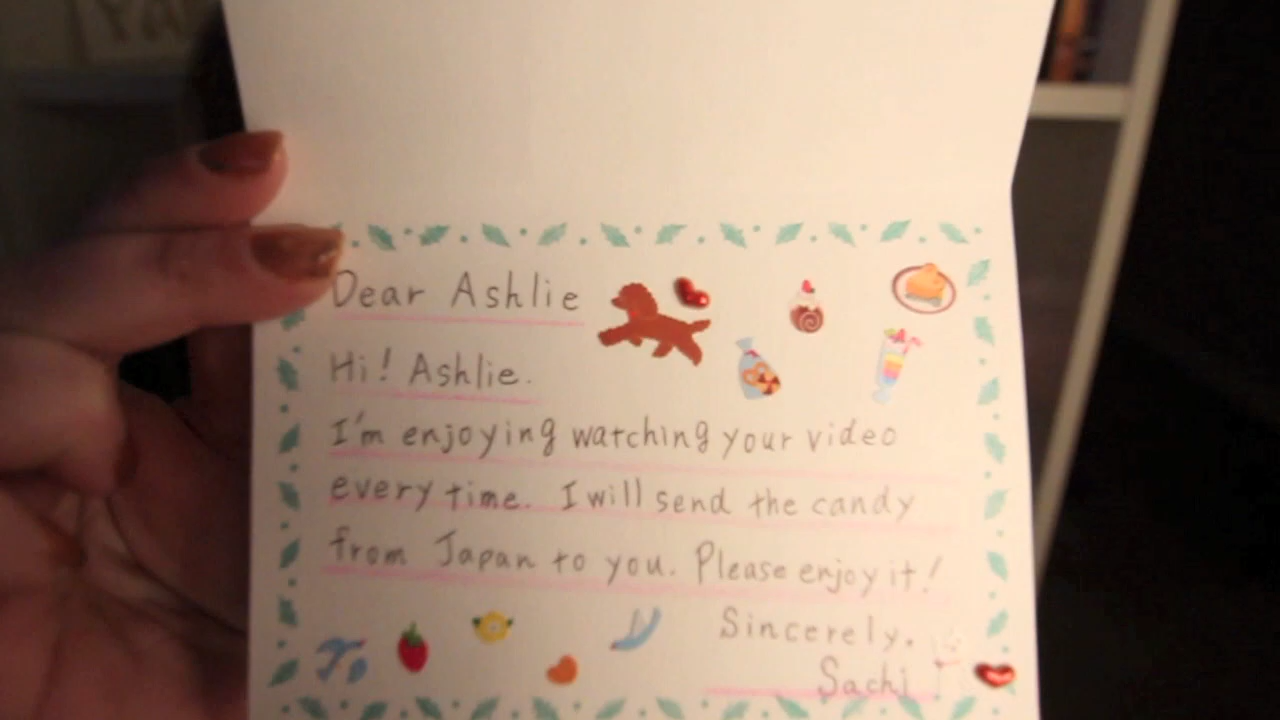 Dear Ashlie
Hi! Ashlie.
I'm enjoying watching your video
every time. I will send the candy
from Japan to you. Please enjoy it!
Sincerely.
Sachi